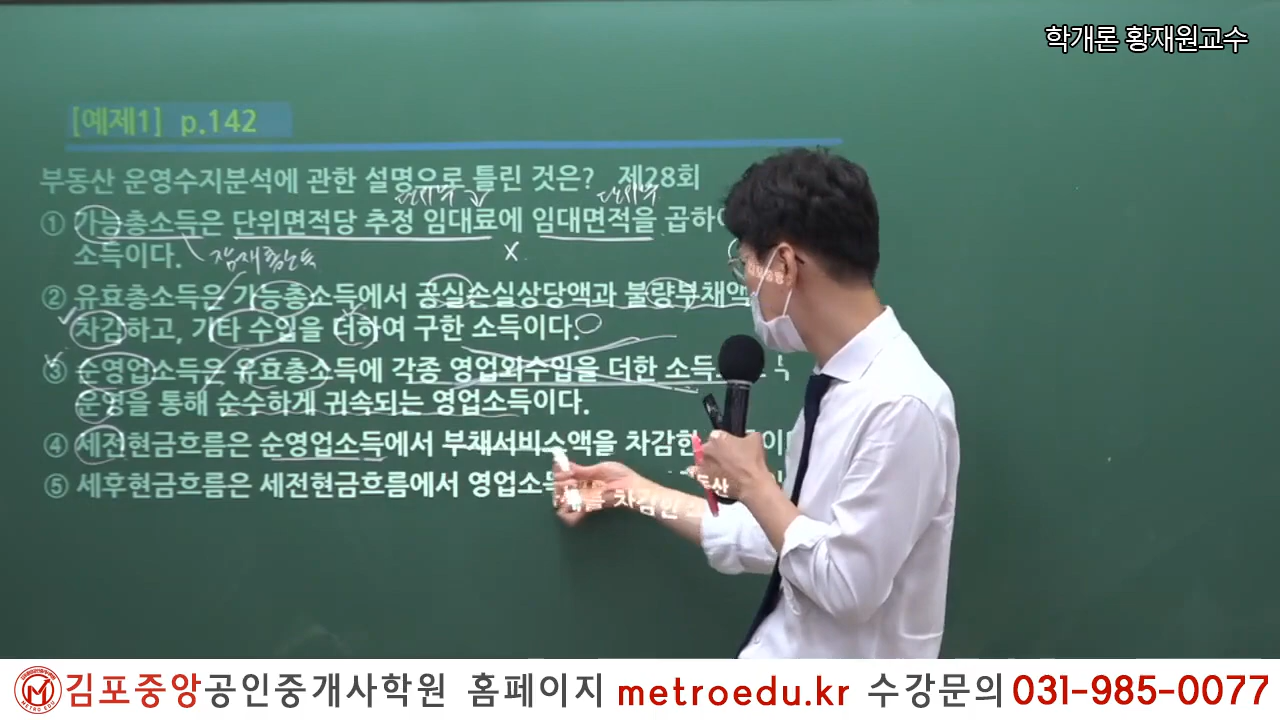 학개론 황재원교수
[예제1] p.142
부동산 운영수지분석에 관한 설명으로 틀린 것은? 제28회
① 가능총소득은 단위면적당 추정 임대료에 임대면적을 곱하
소득이다.
잠재총소득
② 유효총소득은 가능총소득에서 공실손실상당액과 불량부채액
차감하고, 기타 수입을 더하여 구한 소득이다.
③ 순영업소득은 유효총소득에 각종 영업외수입을 더한 소득
운영을 통해 순수하게 귀속되는 영업소득이다.
④ 세전현금흐름은 순영업소득에서 부채서비스액을 차감한
⑤ 세후현금흐름은 세전현금흐름에서 영업소 차감한
METRO EDU 김포중앙공인중개사학원 홈페이지 metroedu.kr 수강문의 031-985-0077